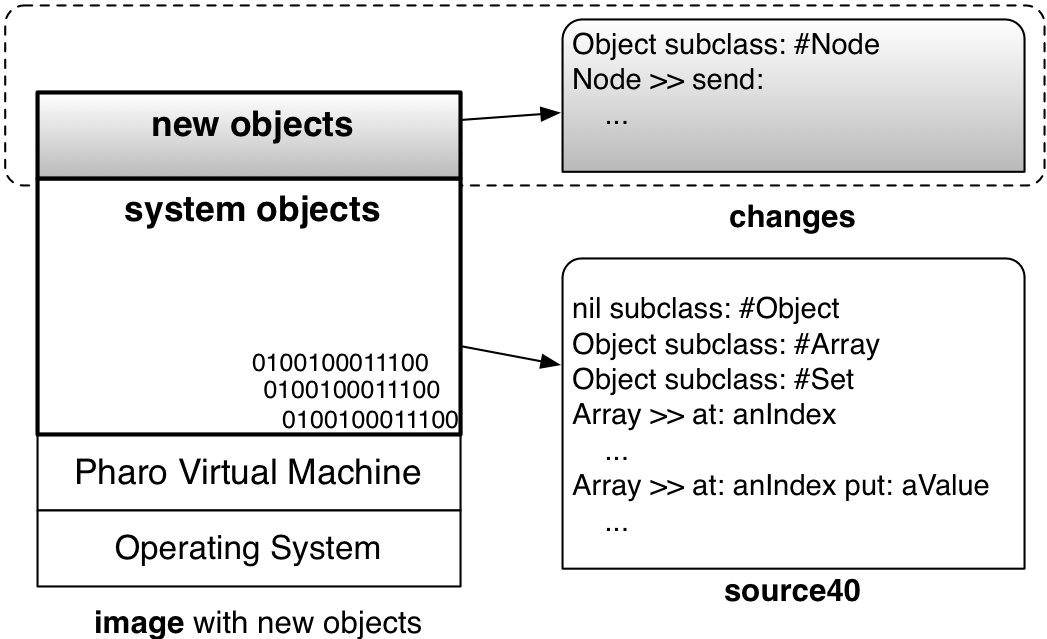 new objects
system objects
0100100011100
0100100011100
0100100011100
Pharo Virtual Machine
Operating System
image with new objects
Object subclass: #Node
Node >> send:
...
changes
nil subclass: #Object
Object subclass: #Array
Object subclass: #Set
Array >> at: anIndex
...
Array >> at: anIndex put: aValue
...
source40